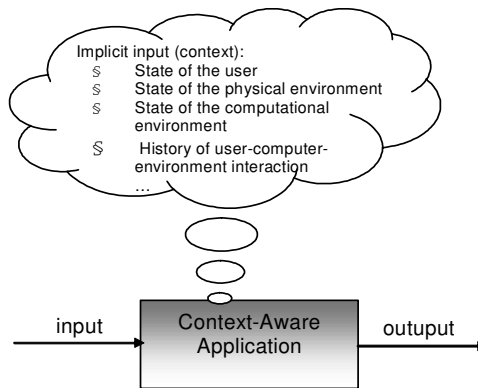 Implicit input (context):
§ State of the user
§ State of the physical environment
§ State of the computational
environment
§ History of user-computer-
environment interaction
...
input
Context-Aware
Application
outuput